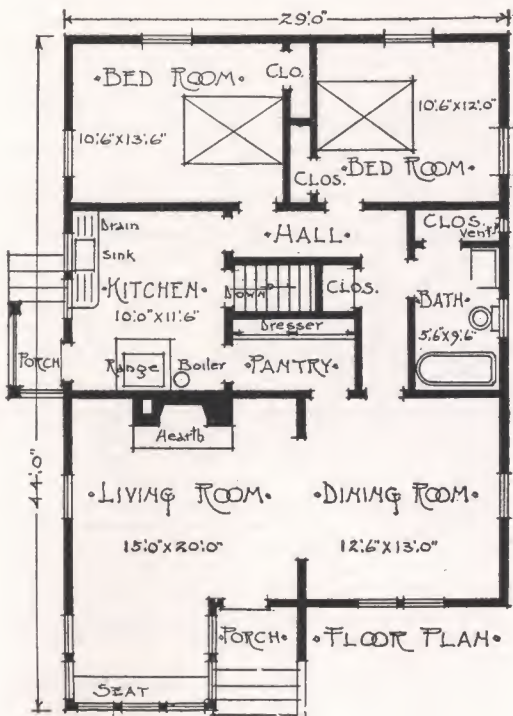 29'0"
BED ROOM
CLO.
10'6"X12'0"
10'6"X13'6"
BED ROOM
CLOS.
Drain
Sink
HALL
CLOS.
Vent
KITCHEN
10'0"X11'6"
Down
CLOS.
BATH
5'6"X9'6"
Dresser
PORCH
Range
Boiler
PANTRY
Hearth
44'0"
LIVING ROOM
DINING ROOM
15'0"X20'0"
12'6"X13'0"
PORCH
FLOOR PLAN
SEAT